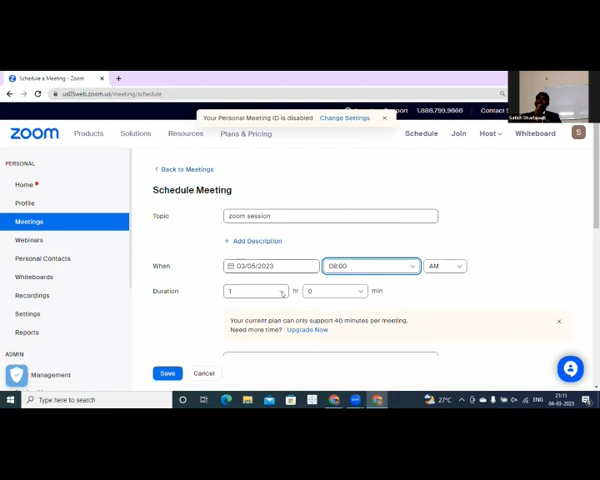 Schedule a Meeting - Zoom
us05web.zoom.us/meeting/schedule
Your Personal Meeting ID is disabled Change Settings
Support 1.888.799.9666 Contact
zoom Products Solutions Resources Plans & Pricing Schedule Join Host Whiteboard S
PERSONAL
Home
Profile
Meetings
Webinars
Personal Contacts
Whiteboards
Recordings
Settings
Reports
ADMIN
Management
Back to Meetings
Schedule Meeting
Topic zoom session
+ Add Description
When 03/05/2023 08:00 AM
Duration 1 hr 0 min
Your current plan can only support 40 minutes per meeting.
Need more time? Upgrade Now
Save Cancel
Type here to search
27°C ENG 21:11
04-03-2023